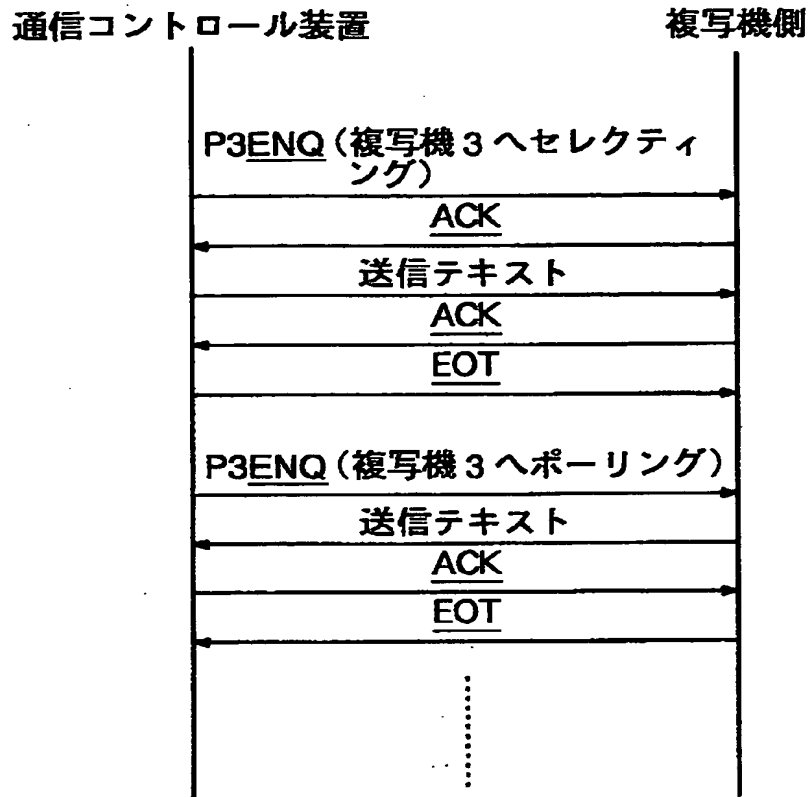 通信コントロール装置
複写機側
P3ENQ(複写機3へセレクティ
ング)
ACK
送信テキスト
ACK
EOT
P3ENQ(複写機3へポーリング)
送信テキスト
ACK
EOT